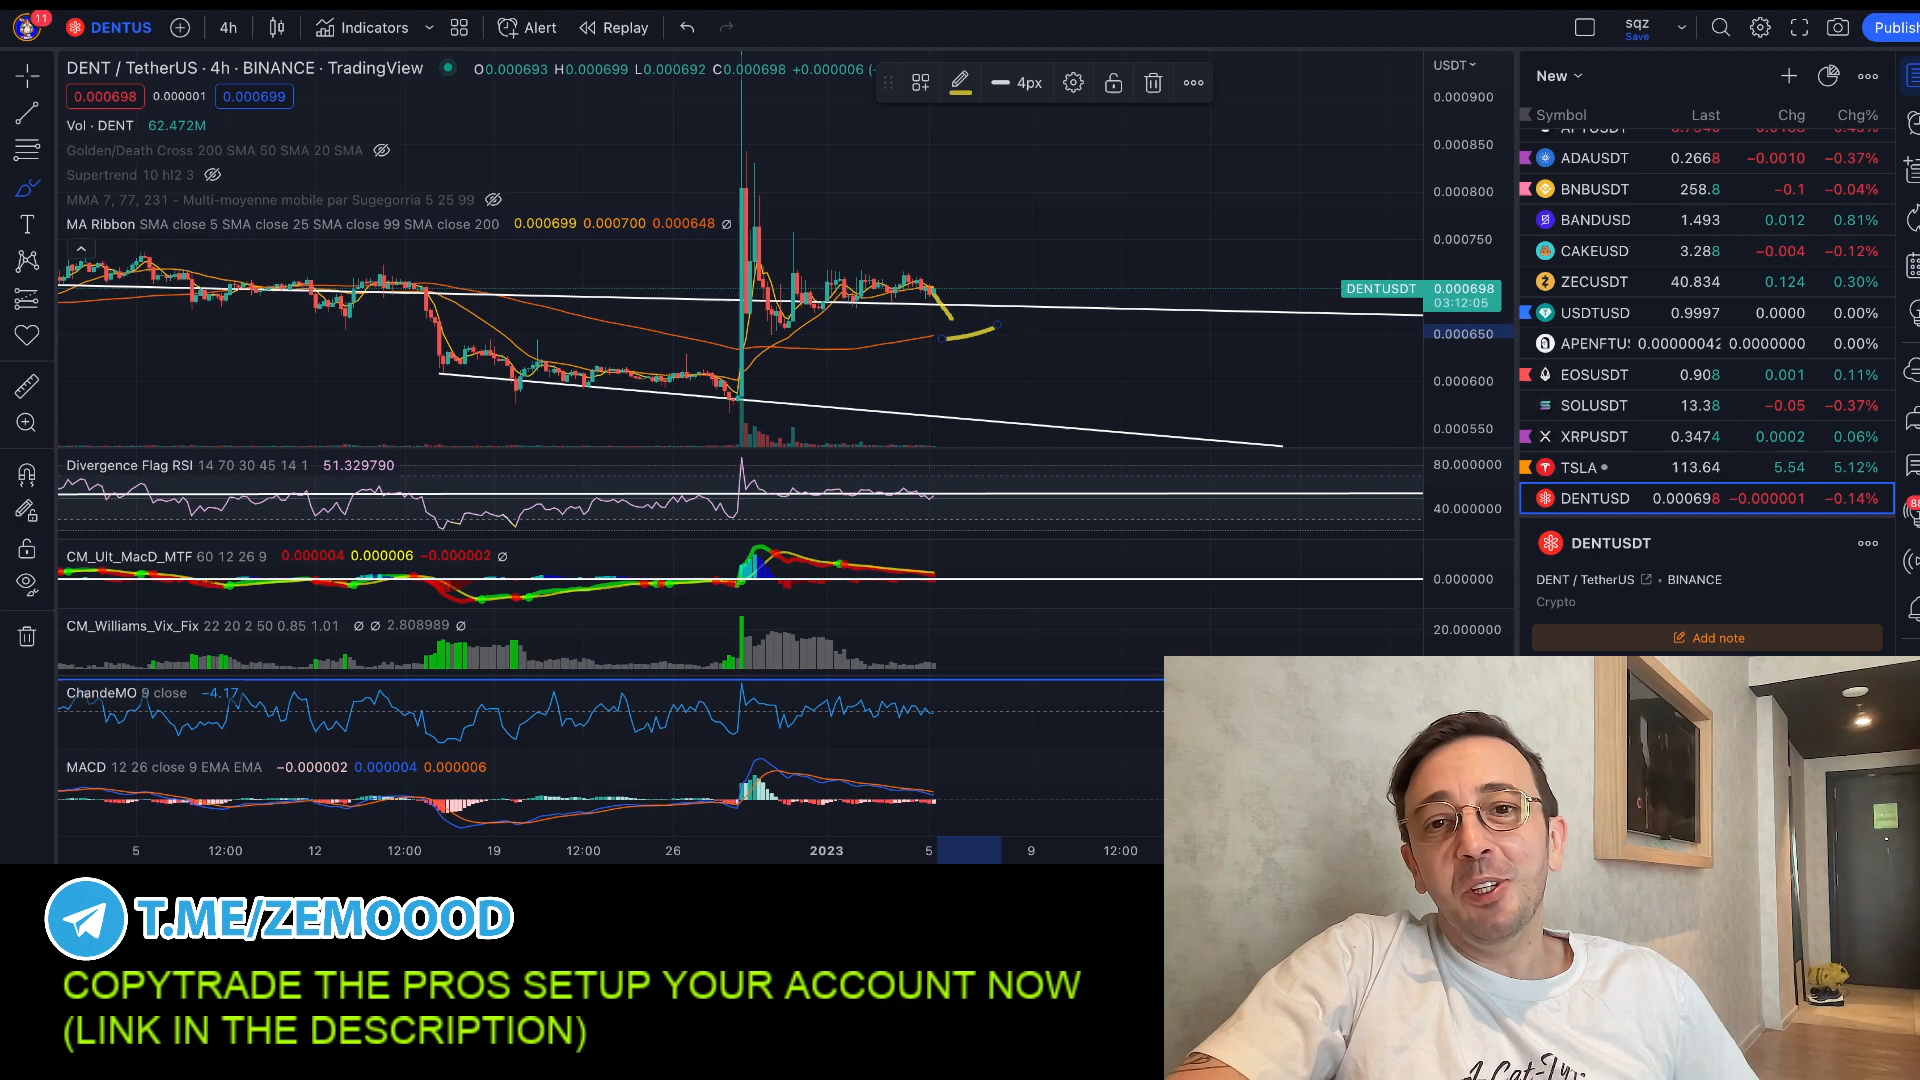 11
DENTUS
4h
Indicators
Alert
Replay
sqz
Save
Publish
DENT / TetherUS · 4h · BINANCE · TradingView
O0.000693 H0.000699 L0.000692 C0.000698 +0.000006
0.000698
0.000001
0.000699
Vol · DENT 62.472M
Golden/Death Cross 200 SMA 50 SMA 20 SMA
Supertrend 10 hl2 3
MMA 7, 77, 231 - Multi-moyenne mobile par Sugegorria 5 25 99
MA Ribbon SMA close 5 SMA close 25 SMA close 99 SMA close 200 0.000699 0.000700 0.000648 ∅
4px
USDT
0.000900
0.000850
0.000800
0.000750
DENTUSDT 0.000698
03:12:05
0.000650
0.000600
0.000550
Divergence Flag RSI 14 70 30 45 14 1 51.329790
80.000000
40.000000
CM_Ult_MacD_MTF 60 12 26 9 0.000004 0.000006 −0.000002 ∅
0.000000
CM_Williams_Vix_Fix 22 20 2 50 0.85 1.01 ∅ ∅ 2.808989 ∅
20.000000
ChandeMO 9 close −4.17
MACD 12 26 close 9 EMA EMA −0.000002 0.000004 0.000006
5 12:00 12 12:00 19 12:00 26 2023 5 9 12:00
New
Symbol Last Chg Chg%
ADAUSDT 0.2668 −0.0010 −0.37%
BNBUSDT 258.8 −0.1 −0.04%
BANDUSD 1.493 0.012 0.81%
CAKEUSD 3.288 −0.004 −0.12%
ZECUSDT 40.834 0.124 0.30%
USDTUSD 0.9997 0.0000 0.00%
APENFTU 0.00000042 0.0000000 0.00%
EOSUSDT 0.908 0.001 0.11%
SOLUSDT 13.38 −0.05 −0.37%
XRPUSDT 0.3474 0.0002 0.06%
TSLA 113.64 5.54 5.12%
DENTUSD 0.000698 −0.000001 −0.14%
DENTUSDT
DENT / TetherUS • BINANCE
Crypto
Add note
T.ME/ZEMOOOD
COPYTRADE THE PROS SETUP YOUR ACCOUNT NOW
(LINK IN THE DESCRIPTION)